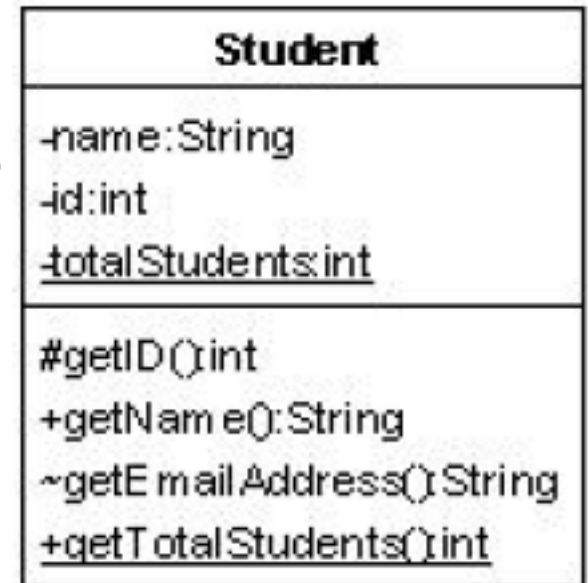 Student
-name:String
-id:int
-totalStudents:int
#getID():int
+getName():String
~getEmailAddress():String
+getTotalStudents():int